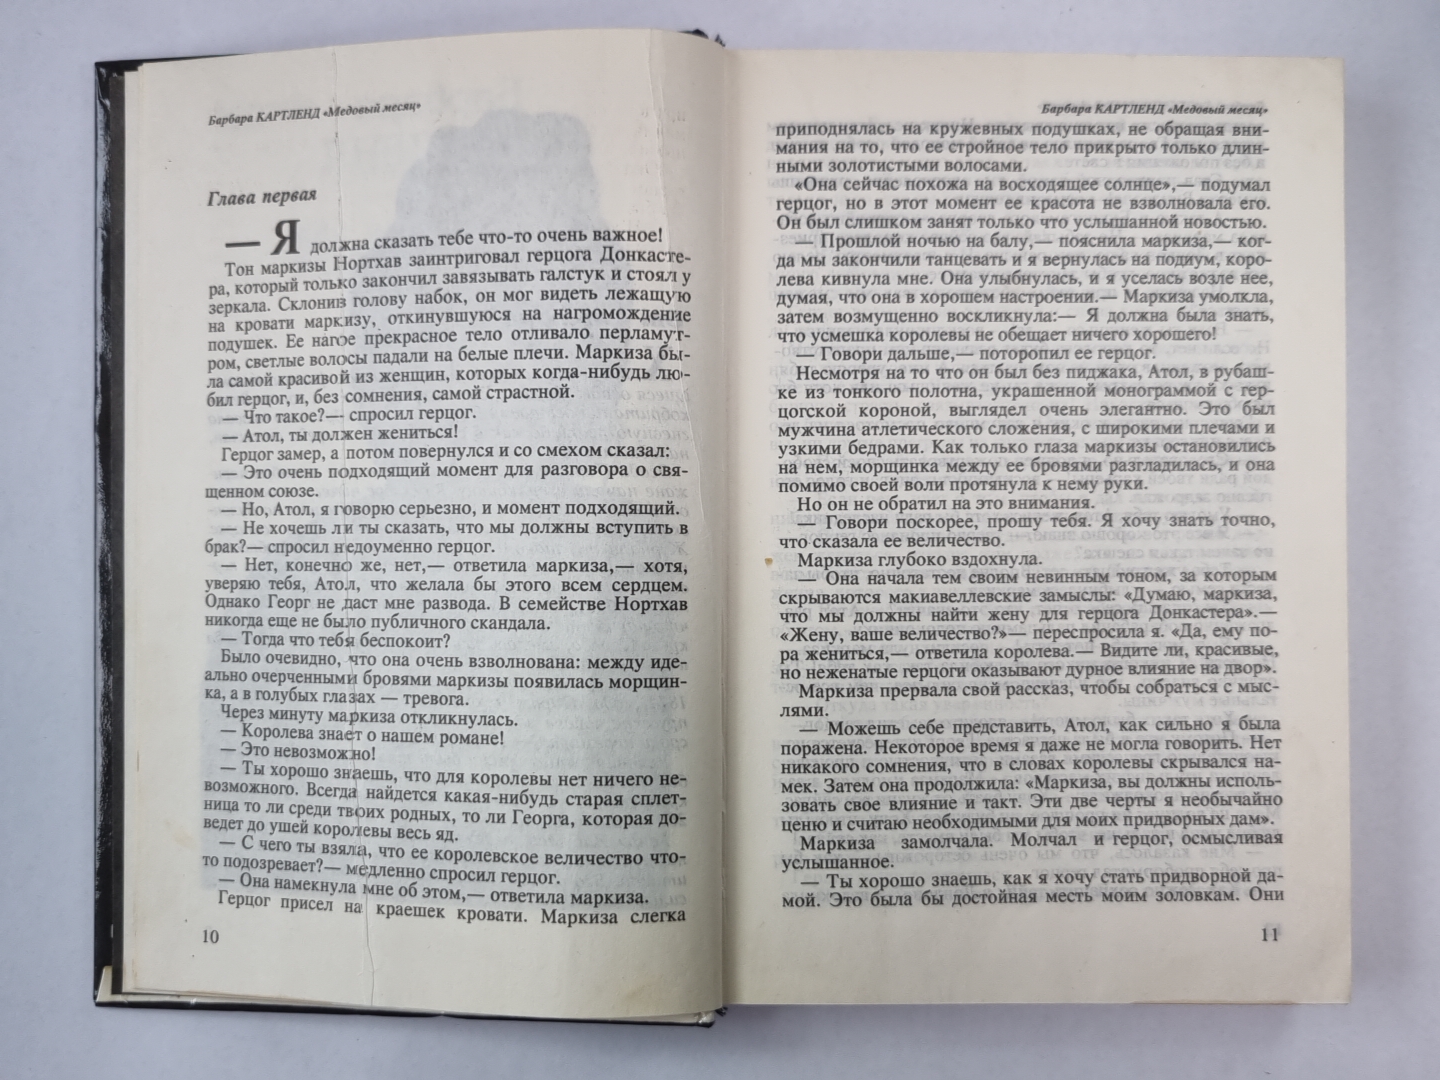 Барбара КАРТЛЕНД «Медовый месяц»
Глава первая
— Я должна сказать тебе что-то очень важное!
Тон маркизы Нортхав заинтриговал герцога Донкасте-
ра, который только закончил завязывать галстук и стоял у
зеркала. Склонив голову набок, он мог видеть лежащую
на кровати маркизу, откинувшуюся на нагромождение
подушек. Ее нагое прекрасное тело отливало перламут-
ром, светлые волосы падали на белые плечи. Маркиза бы-
ла самой красивой из женщин, которых когда-нибудь лю-
бил герцог, и, без сомнения, самой страстной.
— Что такое?— спросил герцог.
— Атол, ты должен жениться!
Герцог замер, а потом повернулся и со смехом сказал:
— Это очень подходящий момент для разговора о свя-
щенном союзе.
— Но, Атол, я говорю серьезно, и момент подходящий.
— Не хочешь ли ты сказать, что мы должны вступить в
брак?— спросил недоуменно герцог.
— Нет, конечно же, нет,— ответила маркиза,— хотя,
уверяю тебя, Атол, что желала бы этого всем сердцем.
Однако Георг не даст мне развода. В семействе Нортхав
никогда еще не было публичного скандала.
— Тогда что тебя беспокоит?
Было очевидно, что она очень взволнована: между иде-
ально очерченными бровями маркизы появилась морщин-
ка, а в голубых глазах — тревога.
Через минуту маркиза откликнулась.
— Королева знает о нашем романе!
— Это невозможно!
— Ты хорошо знаешь, что для королевы нет ничего не-
возможного. Всегда найдется какая-нибудь старая сплет-
ница то ли среди твоих родных, то ли Георга, которая до-
ведет до ушей королевы весь яд.
— С чего ты взяла, что ее королевское величество что-
то подозревает?— медленно спросил герцог.
— Она намекнула мне об этом,— ответила маркиза.
Герцог присел на краешек кровати. Маркиза слегка
10
Барбара КАРТЛЕНД «Медовый месяц»
приподнялась на кружевных подушках, не обращая вни-
мания на то, что ее стройное тело прикрыто только длин-
ными золотистыми волосами.
«Она сейчас похожа на восходящее солнце»,— подумал
герцог, но в этот момент ее красота не взволновала его.
Он был слишком занят только что услышанной новостью.
— Прошлой ночью на балу,— пояснила маркиза,— ког-
да мы закончили танцевать и я вернулась на подиум, коро-
лева кивнула мне. Она улыбнулась, и я уселась возле нее,
думая, что она в хорошем настроении.— Маркиза умолкла,
затем возмущенно воскликнула:— Я должна была знать,
что усмешка королевы не обещает ничего хорошего!
— Говори дальше,— поторопил ее герцог.
Несмотря на то что он был без пиджака, Атол, в рубаш-
ке из тонкого полотна, украшенной монограммой с гер-
цогской короной, выглядел очень элегантно. Это был
мужчина атлетического сложения, с широкими плечами и
узкими бедрами. Как только глаза маркизы остановились
на нем, морщинка между ее бровями разгладилась, и она
помимо своей воли протянула к нему руки.
Но он не обратил на это внимания.
— Говори поскорее, прошу тебя. Я хочу знать точно,
что сказала ее величество.
Маркиза глубоко вздохнула.
— Она начала тем своим невинным тоном, за которым
скрываются макиавеллевские замыслы: «Думаю, маркиза,
что мы должны найти жену для герцога Донкастера».—
«Жену, ваше величество?»— переспросила я. «Да, ему по-
ра жениться,— ответила королева.— Видите ли, красивые,
но неженатые герцоги оказывают дурное влияние на двор».
Маркиза прервала свой рассказ, чтобы собраться с мыс-
лями.
— Можешь себе представить, Атол, как сильно я была
поражена. Некоторое время я даже не могла говорить. Нет
никакого сомнения, что в словах королевы скрывался на-
мек. Затем она продолжила: «Маркиза, вы должны исполь-
зовать свое влияние и такт. Эти две черты я необычайно
ценю и считаю необходимыми для моих придворных дам».
Маркиза замолчала. Молчал и герцог, осмысливая
услышанное.
— Ты хорошо знаешь, как я хочу стать придворной да-
мой. Это была бы достойная месть моим золовкам. Они
11